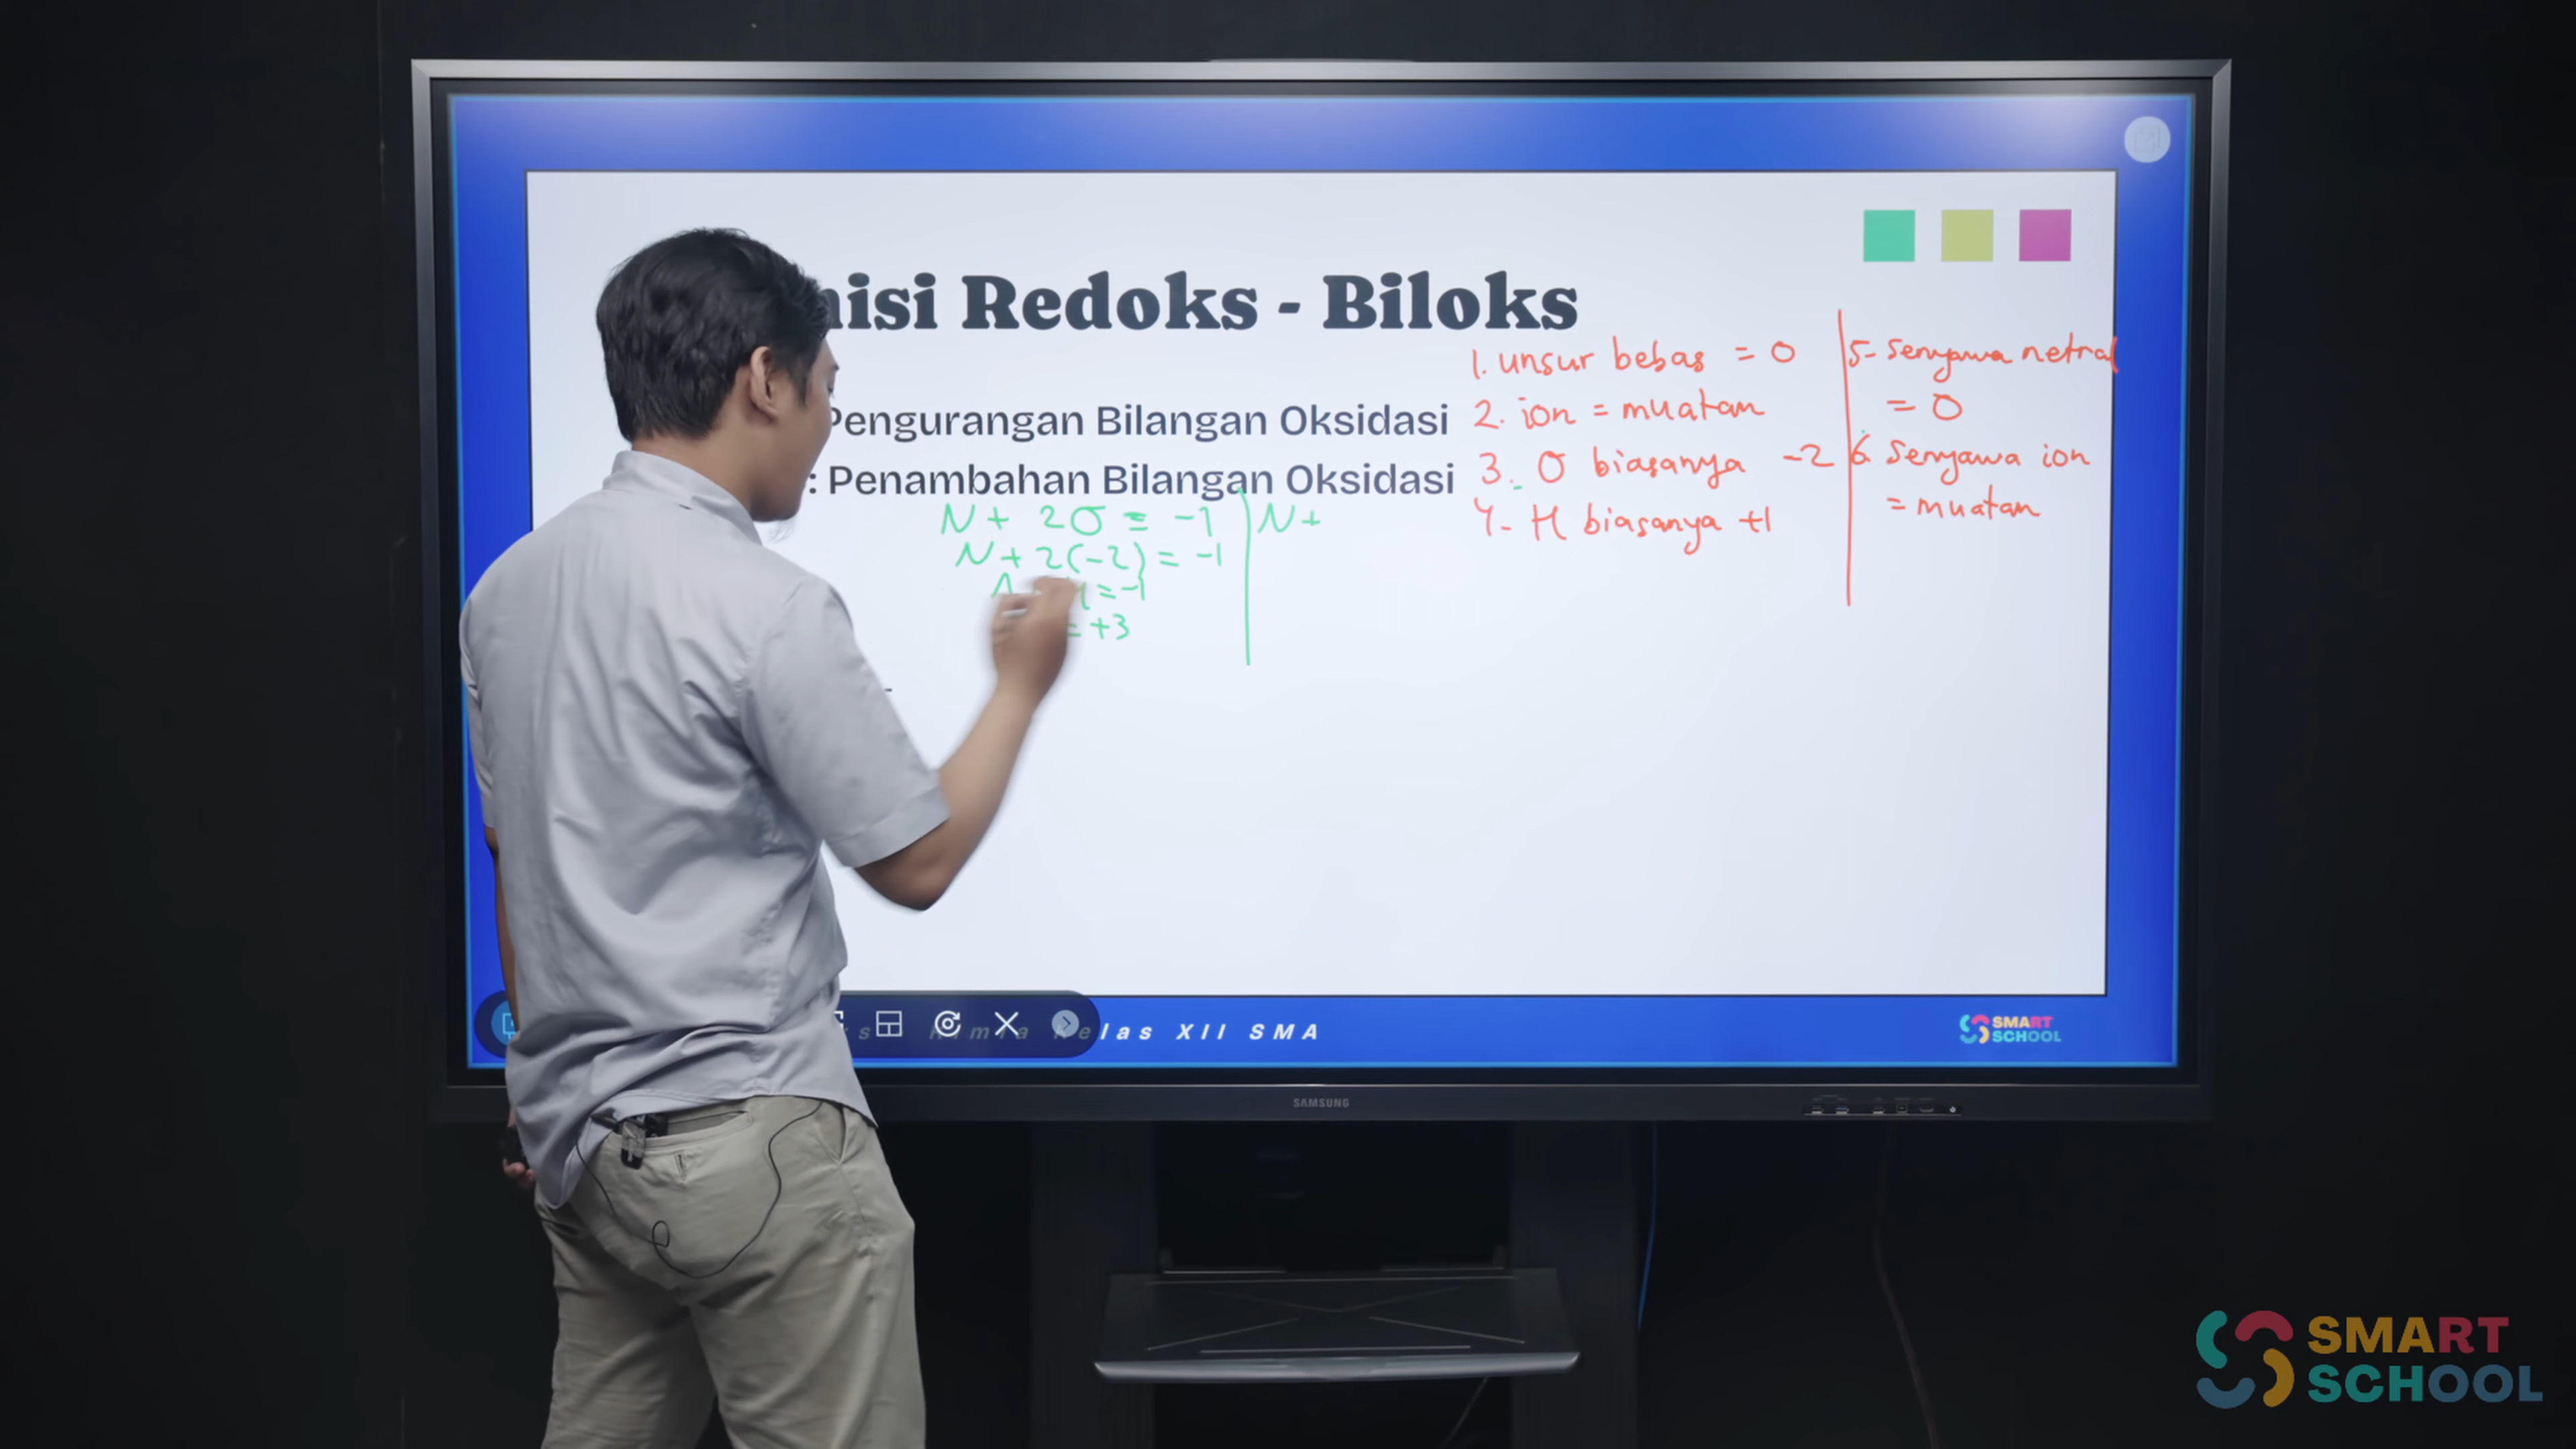 nisi Redoks - Biloks
Pengurangan Bilangan Oksidasi
: Penambahan Bilangan Oksidasi
N + 2O = -1
N + 2(-2) = -1
= -1
= +3
N +
1. unsur bebas = 0
2. ion = muatan
3. O biasanya -2
4- H biasanya +1
5- Senyawa netral
= 0
6. Senyawa ion
= muatan
elas XII SMA
SMART
SCHOOL
SAMSUNG
SMART
SCHOOL